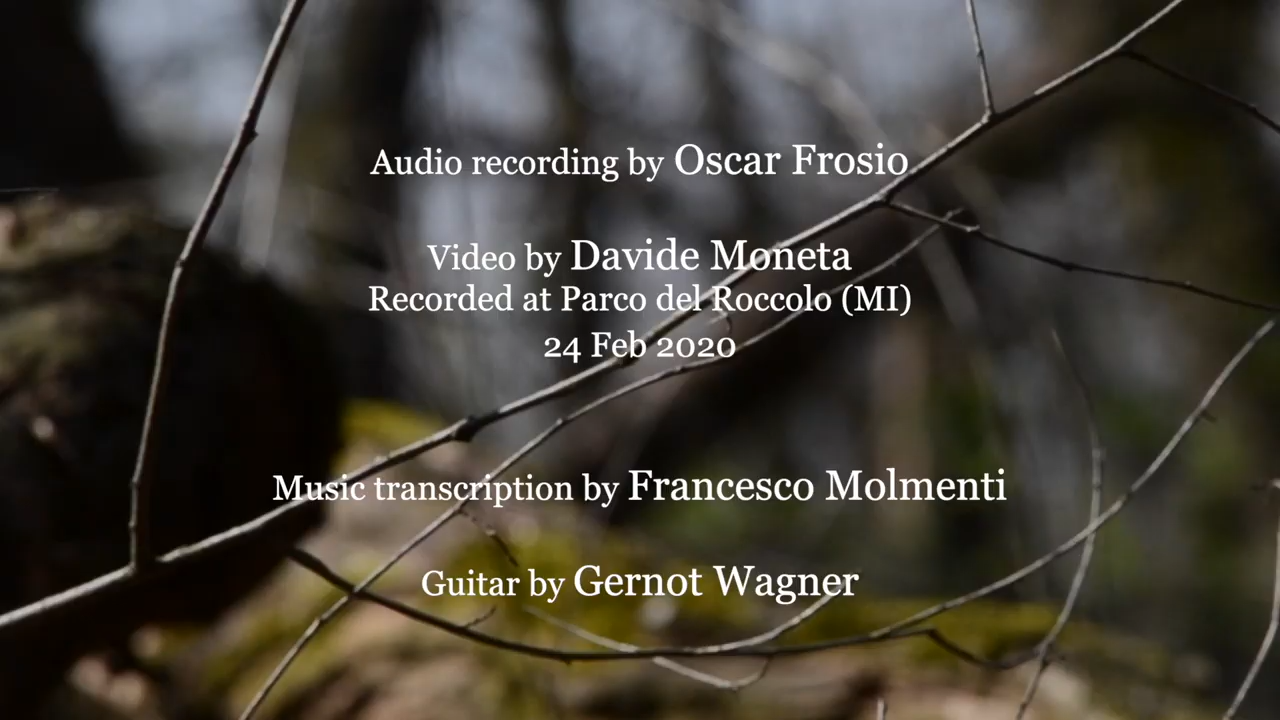 Audio recording by Oscar Frosio
Video by Davide Moneta
Recorded at Parco del Roccolo (MI)
24 Feb 2020
Music transcription by Francesco Molmenti
Guitar by Gernot Wagner